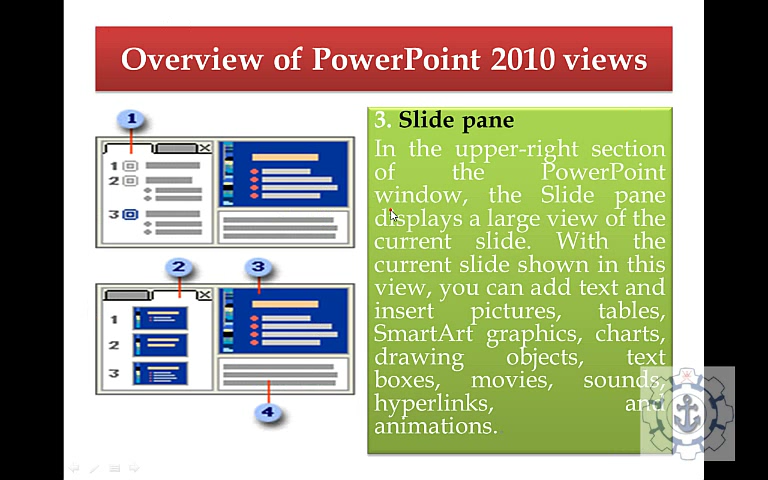 Overview of PowerPoint 2010 views
1
1
2
3
2
3
1
2
3
4
3. Slide pane
In the upper-right section
of the PowerPoint
window, the Slide pane
displays a large view of the
current slide. With the
current slide shown in this
view, you can add text and
insert pictures, tables,
SmartArt graphics, charts,
drawing objects, text
boxes, movies, sounds,
hyperlinks, and
animations.